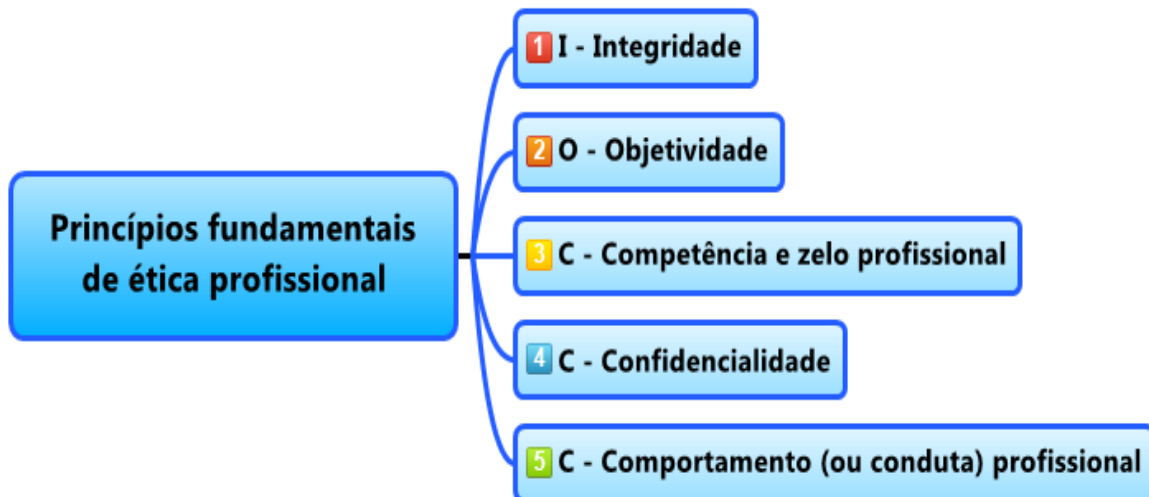 Princípios fundamentais
de ética profissional
1 I - Integridade
2 O - Objetividade
3 C - Competência e zelo profissional
4 C - Confidencialidade
5 C - Comportamento (ou conduta) profissional